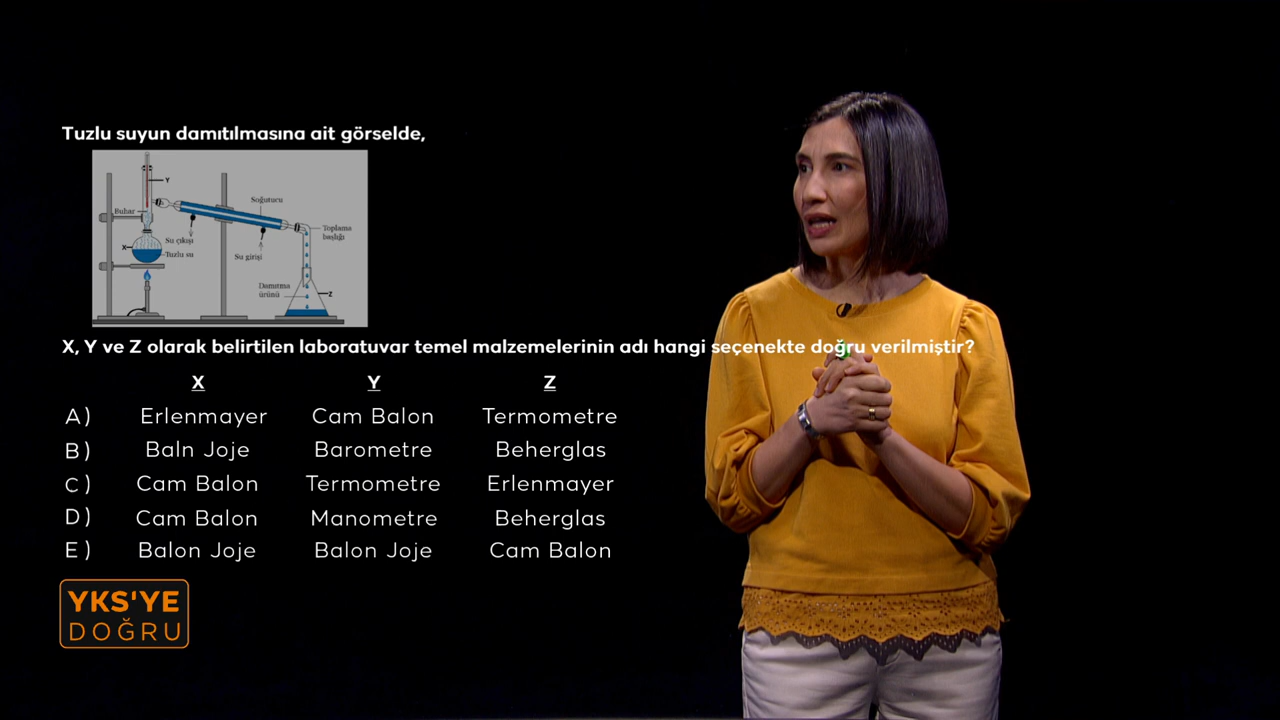 Tuzlu suyun damıtılmasına ait görselde,
Y
Soğutucu
Buhar
Toplama
başlığı
X
Su çıkışı
Tuzlu su
Su girişi
Damıtma
ürünü
Z
X, Y ve Z olarak belirtilen laboratuvar temel malzemelerinin adı hangi seçenekte doğru verilmiştir?
X Y Z
A) Erlenmayer Cam Balon Termometre
B) Baln Joje Barometre Beherglas
C) Cam Balon Termometre Erlenmayer
D) Cam Balon Manometre Beherglas
E) Balon Joje Balon Joje Cam Balon
YKS'YE
DOĞRU